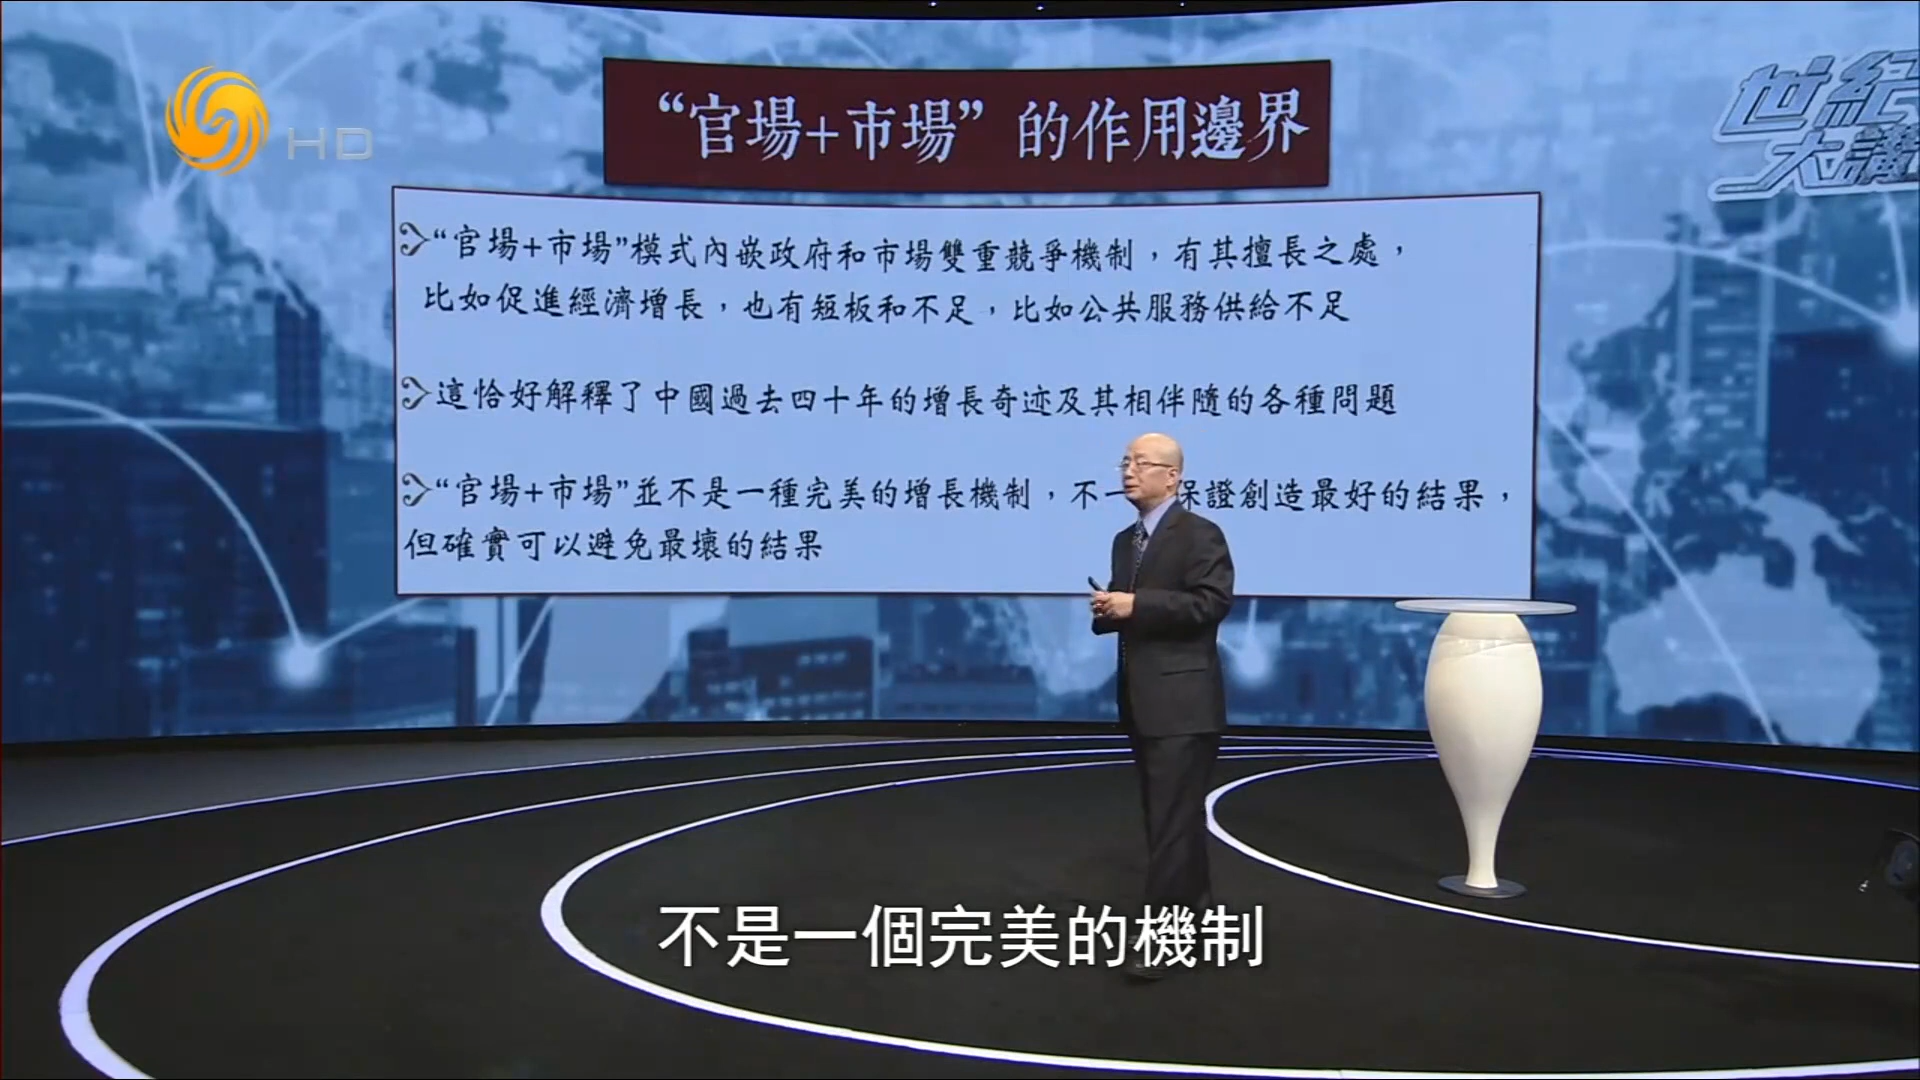 HD
“官場+市場”的作用邊界
世紀
大講
“官場+市場”模式內嵌政府和市場雙重競爭機制，有其擅長之處，
比如促進經濟增長，也有短板和不足，比如公共服務供給不足
這恰好解釋了中國過去四十年的增長奇迹及其相伴隨的各種問題
“官場+市場”並不是一種完美的增長機制，不一 保證創造最好的結果，
但確實可以避免最壞的結果
不是一個完美的機制